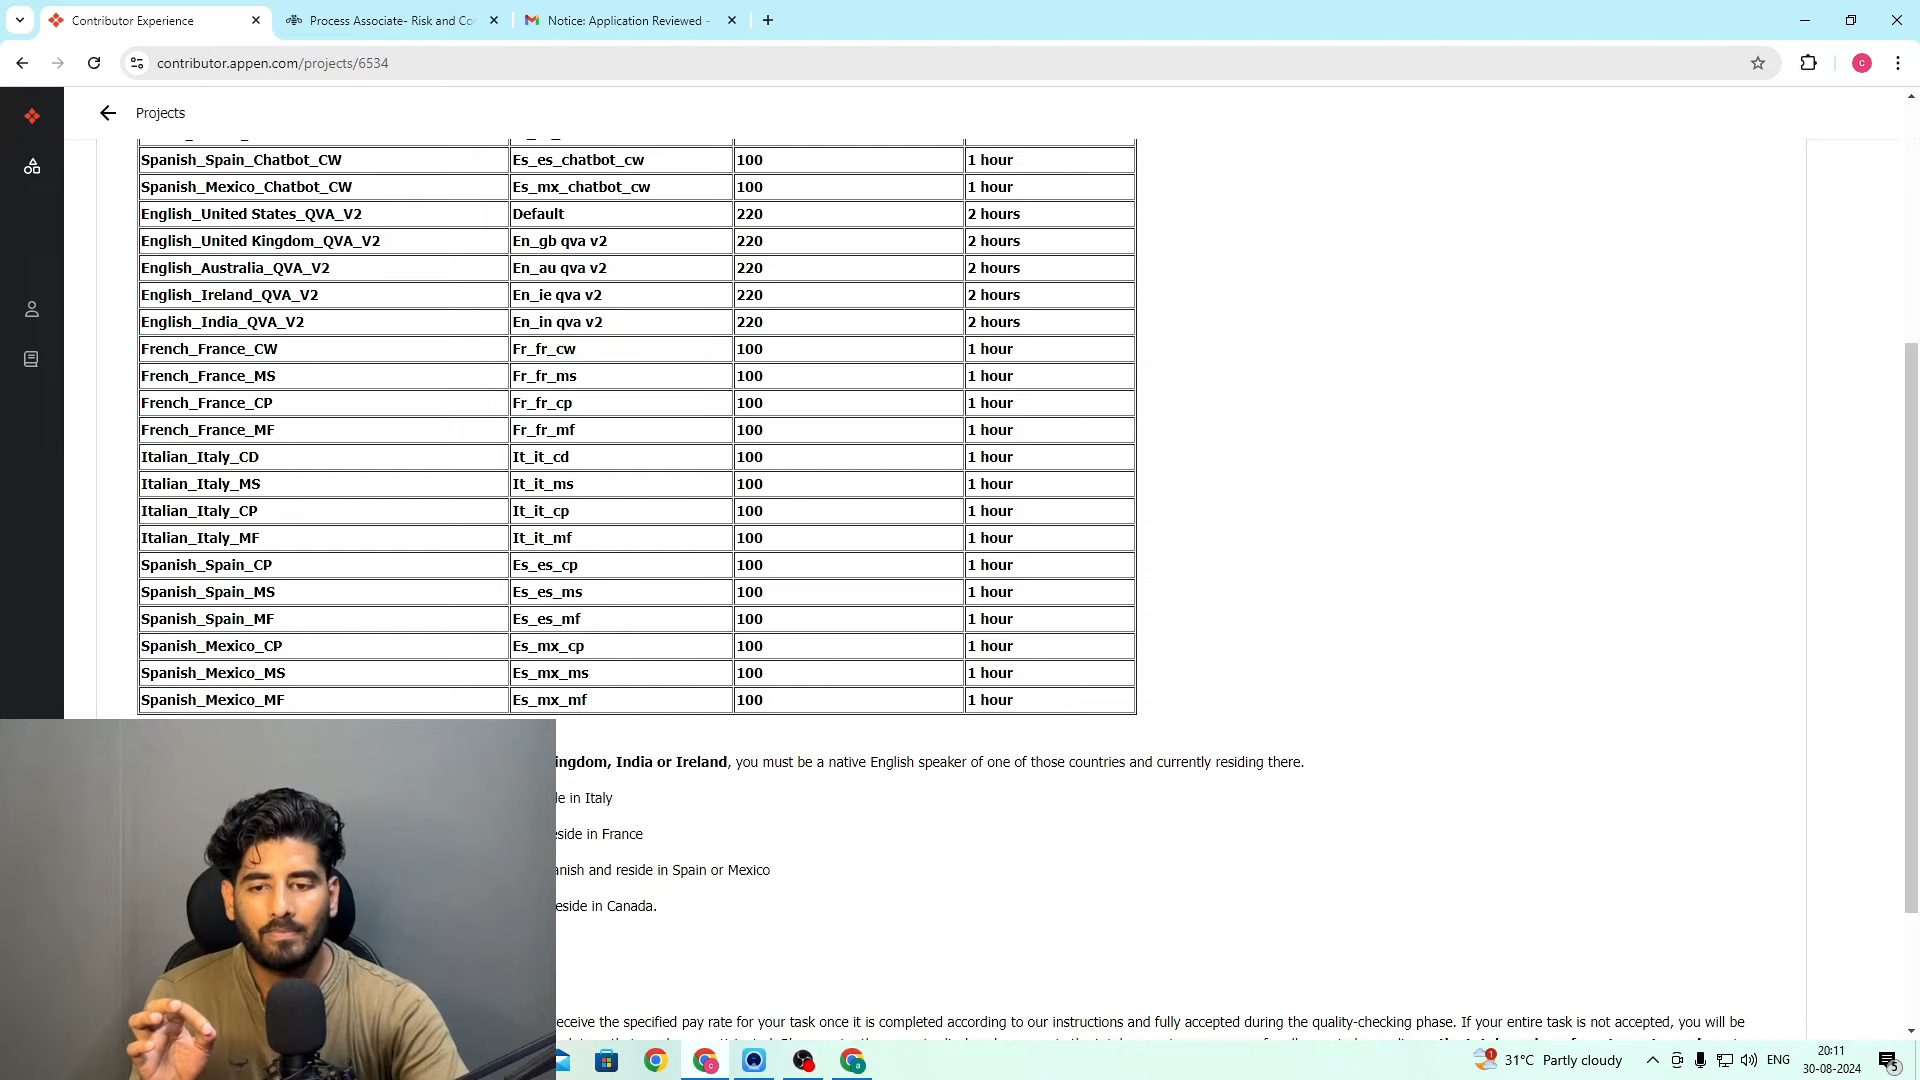 Contributor Experience
Process Associate- Risk and Cor
Notice: Application Reviewed -
contributor.appen.com/projects/6534
C
Projects
Spanish_Spain_Chatbot_CW Es_es_chatbot_cw 100 1 hour
Spanish_Mexico_Chatbot_CW Es_mx_chatbot_cw 100 1 hour
English_United States_QVA_V2 Default 220 2 hours
English_United Kingdom_QVA_V2 En_gb qva v2 220 2 hours
English_Australia_QVA_V2 En_au qva v2 220 2 hours
English_Ireland_QVA_V2 En_ie qva v2 220 2 hours
English_India_QVA_V2 En_in qva v2 220 2 hours
French_France_CW Fr_fr_cw 100 1 hour
French_France_MS Fr_fr_ms 100 1 hour
French_France_CP Fr_fr_cp 100 1 hour
French_France_MF Fr_fr_mf 100 1 hour
Italian_Italy_CD It_it_cd 100 1 hour
Italian_Italy_MS It_it_ms 100 1 hour
Italian_Italy_CP It_it_cp 100 1 hour
Italian_Italy_MF It_it_mf 100 1 hour
Spanish_Spain_CP Es_es_cp 100 1 hour
Spanish_Spain_MS Es_es_ms 100 1 hour
Spanish_Spain_MF Es_es_mf 100 1 hour
Spanish_Mexico_CP Es_mx_cp 100 1 hour
Spanish_Mexico_MS Es_mx_ms 100 1 hour
Spanish_Mexico_MF Es_mx_mf 100 1 hour
ingdom, India or Ireland, you must be a native English speaker of one of those countries and currently residing there.
le in Italy
eside in France
anish and reside in Spain or Mexico
eside in Canada.
eceive the specified pay rate for your task once it is completed according to our instructions and fully accepted during the quality-checking phase. If your entire task is not accepted, you will be
1 31°C Partly cloudy ENG 20:11
30-08-2024 5